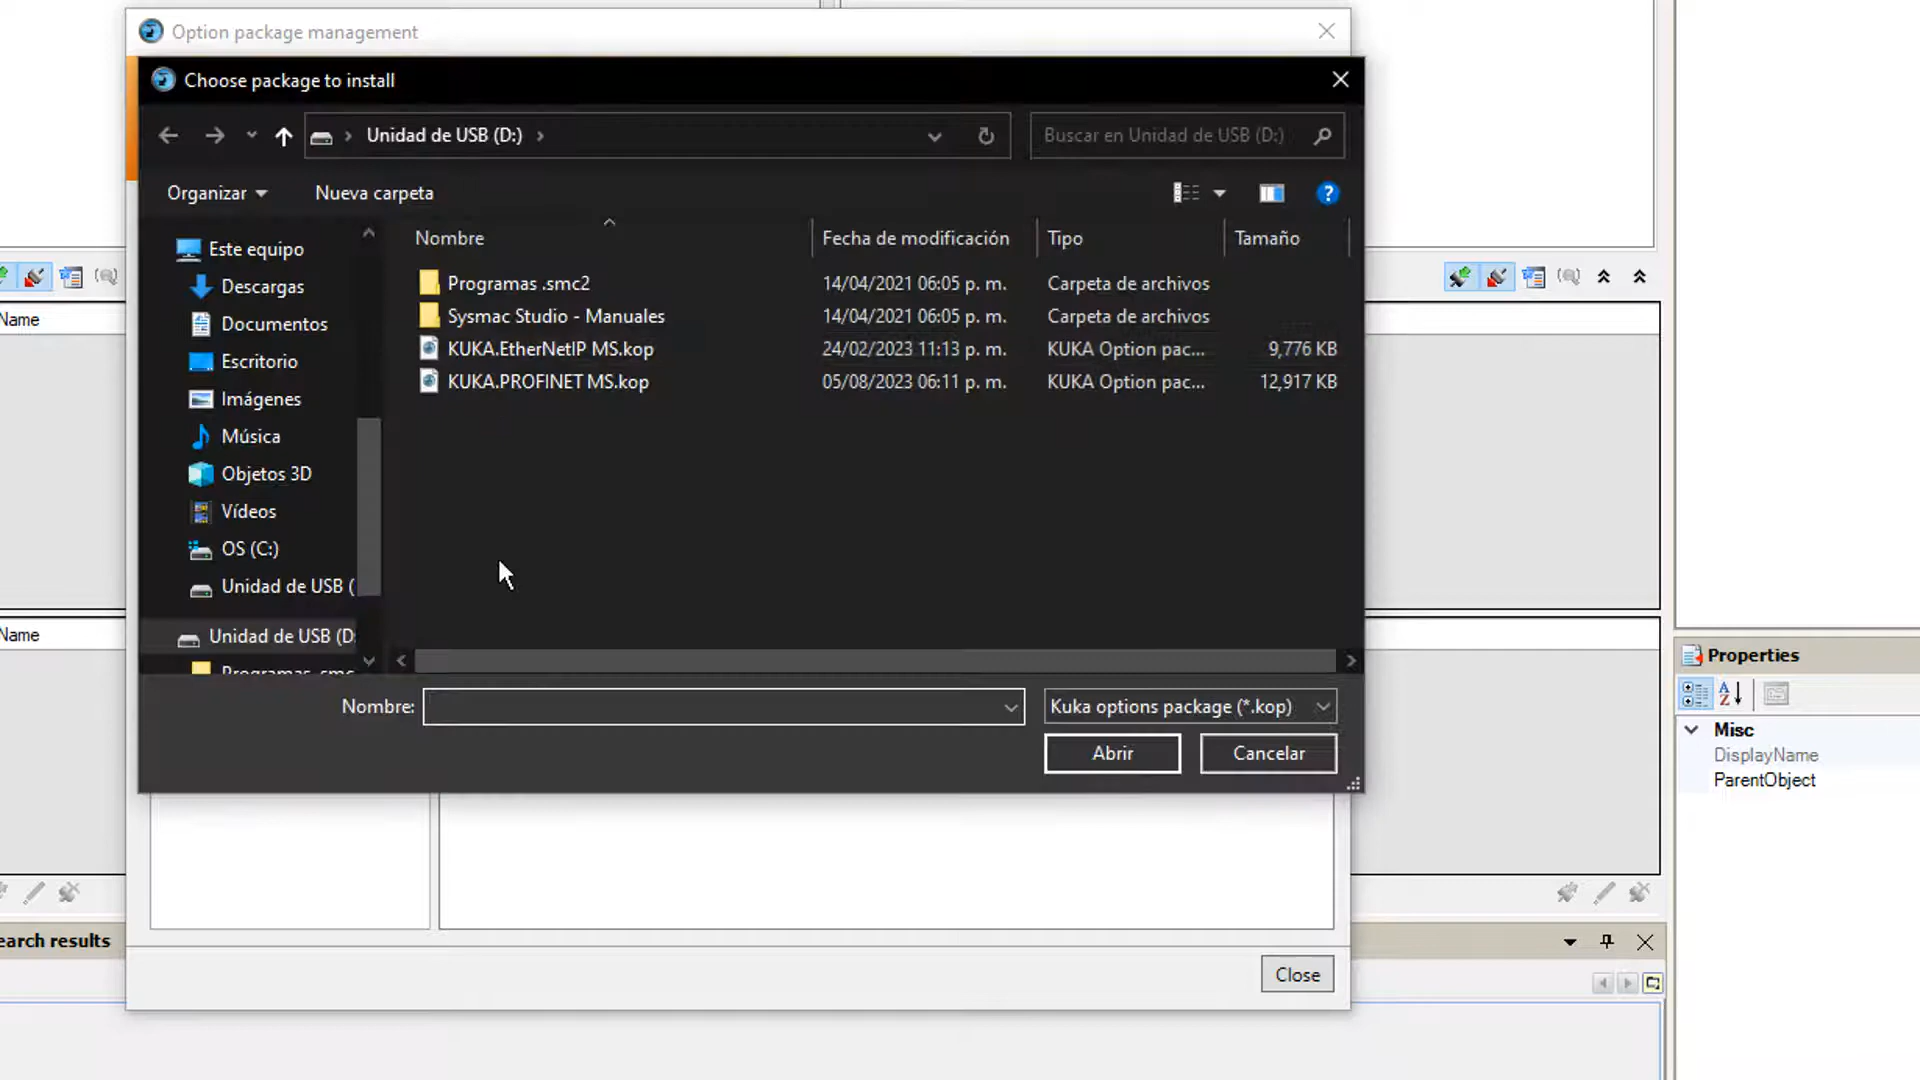 Option package management
Choose package to install
Unidad de USB (D:)
Buscar en Unidad de USB (D:)
Organizar
Nueva carpeta
Nombre Fecha de modificación Tipo Tamaño
Este equipo
Descargas
Documentos
Escritorio
Imágenes
Música
Objetos 3D
Vídeos
OS (C:)
Unidad de USB (
Unidad de USB (D:
Programas .smc
Programas .smc2 14/04/2021 06:05 p. m. Carpeta de archivos
Sysmac Studio - Manuales 14/04/2021 06:05 p. m. Carpeta de archivos
KUKA.EtherNetIP MS.kop 24/02/2023 11:13 p. m. KUKA Option pac... 9,776 KB
KUKA.PROFINET MS.kop 05/08/2023 06:11 p. m. KUKA Option pac... 12,917 KB
Nombre:
Kuka options package (*.kop)
Abrir Cancelar
Close
Name
Name
earch results
Properties
Misc
DisplayName
ParentObject